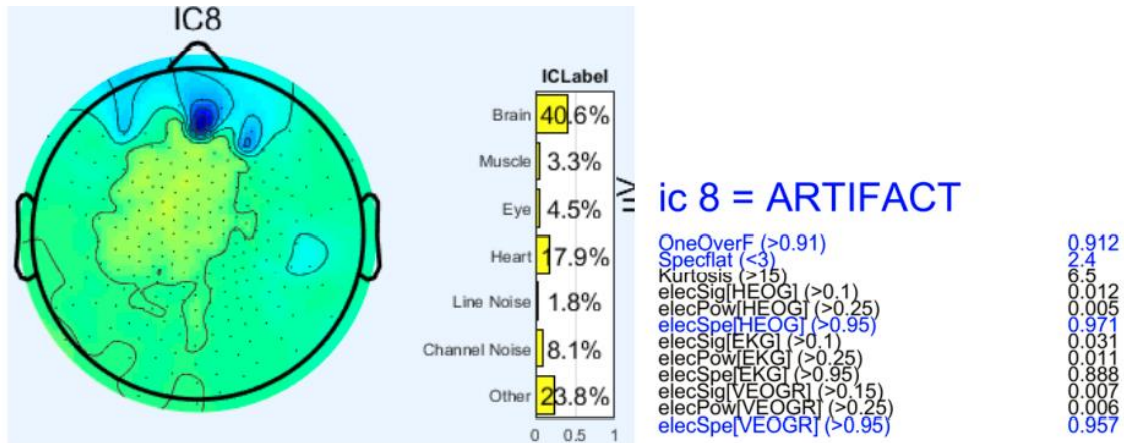 IC8
ICLabel
Brain 40.6%
Muscle 3.3%
Eye 4.5%
Heart 17.9%
Line Noise 1.8%
Channel Noise 8.1%
Other 23.8%
0 0.5 1
ic 8 = ARTIFACT
OneOverF (>0.91) 0.912
Specflat (<3) 2.4
Kurtosis (>15) 6.5
elecSig[HEOG] (>0.1) 0.012
elecPow[HEOG] (>0.25) 0.005
elecSpe[HEOG] (>0.95) 0.971
elecSig[EKG] (>0.1) 0.031
elecPow[EKG] (>0.25) 0.011
elecSpe[EKG] (>0.95) 0.888
elecSig[VEOGR] (>0.15) 0.007
elecPow[VEOGR] (>0.25) 0.006
elecSpe[VEOGR] (>0.95) 0.957